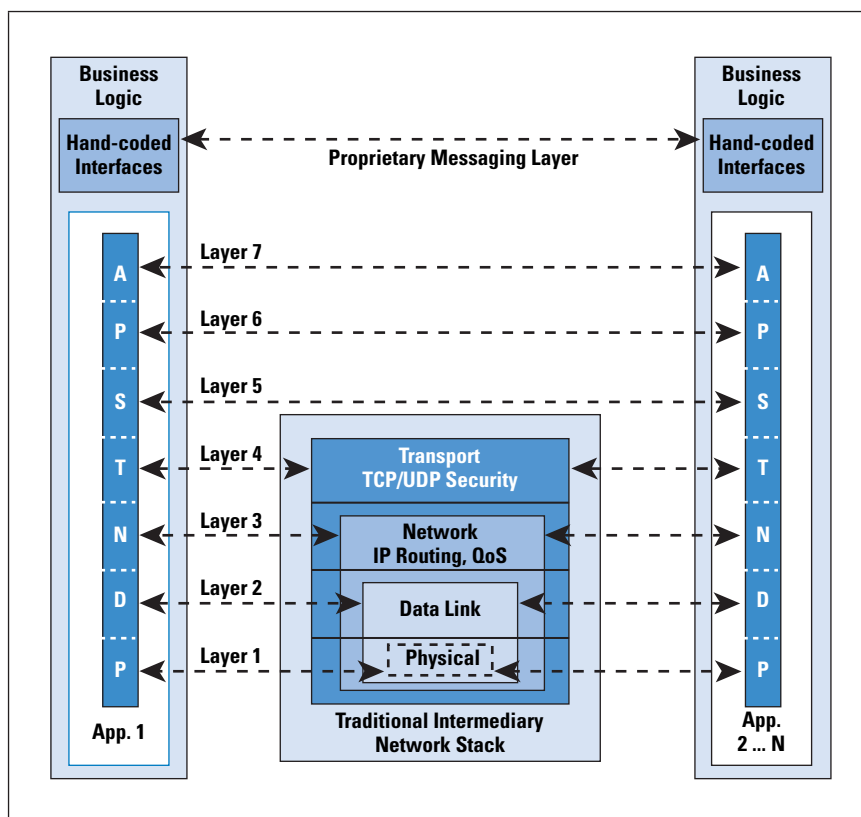 Business
Logic
Business
Logic
Hand-coded
Interfaces
Hand-coded
Interfaces
Proprietary Messaging Layer
A
Layer 7
A
P
Layer 6
P
S
Layer 5
S
T
Layer 4
Transport
TCP/UDP Security
T
N
Layer 3
Network
IP Routing, QoS
N
D
Layer 2
Data Link
D
P
Layer 1
Physical
P
App. 1
Traditional Intermediary
Network Stack
App.
2 ... N